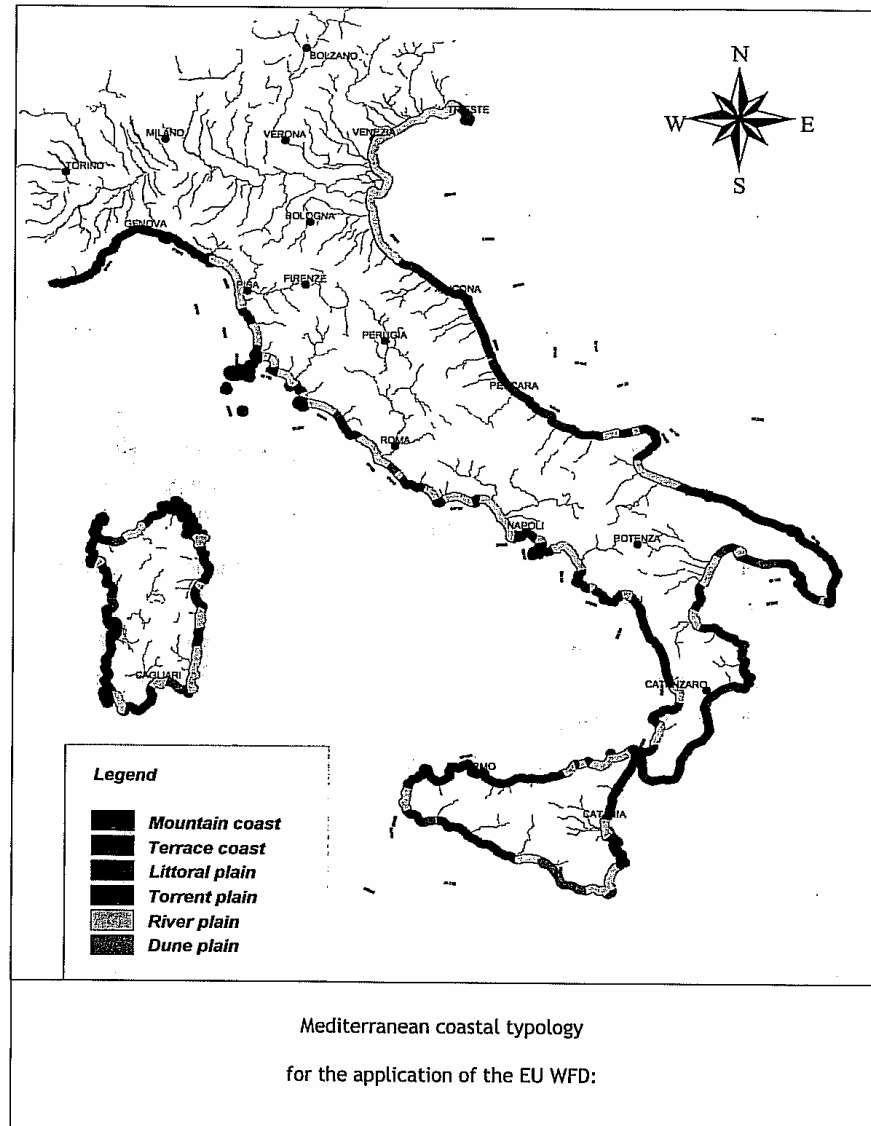 BOLZANO
N
TRIESTE
MILANO
VERONA
VENEZIA
W
E
TORINO
S
BOLOGNA
GENOVA
PISA
FIRENZE
PERUGIA
PESCARA
ROMA
NAPOLI
POTENZA
CAGLIARI
CATANZARO
CATANIA
Legend
Mountain coast
Terrace coast
Littoral plain
Torrent plain
River plain
Dune plain
Mediterranean coastal typology
for the application of the EU WFD: